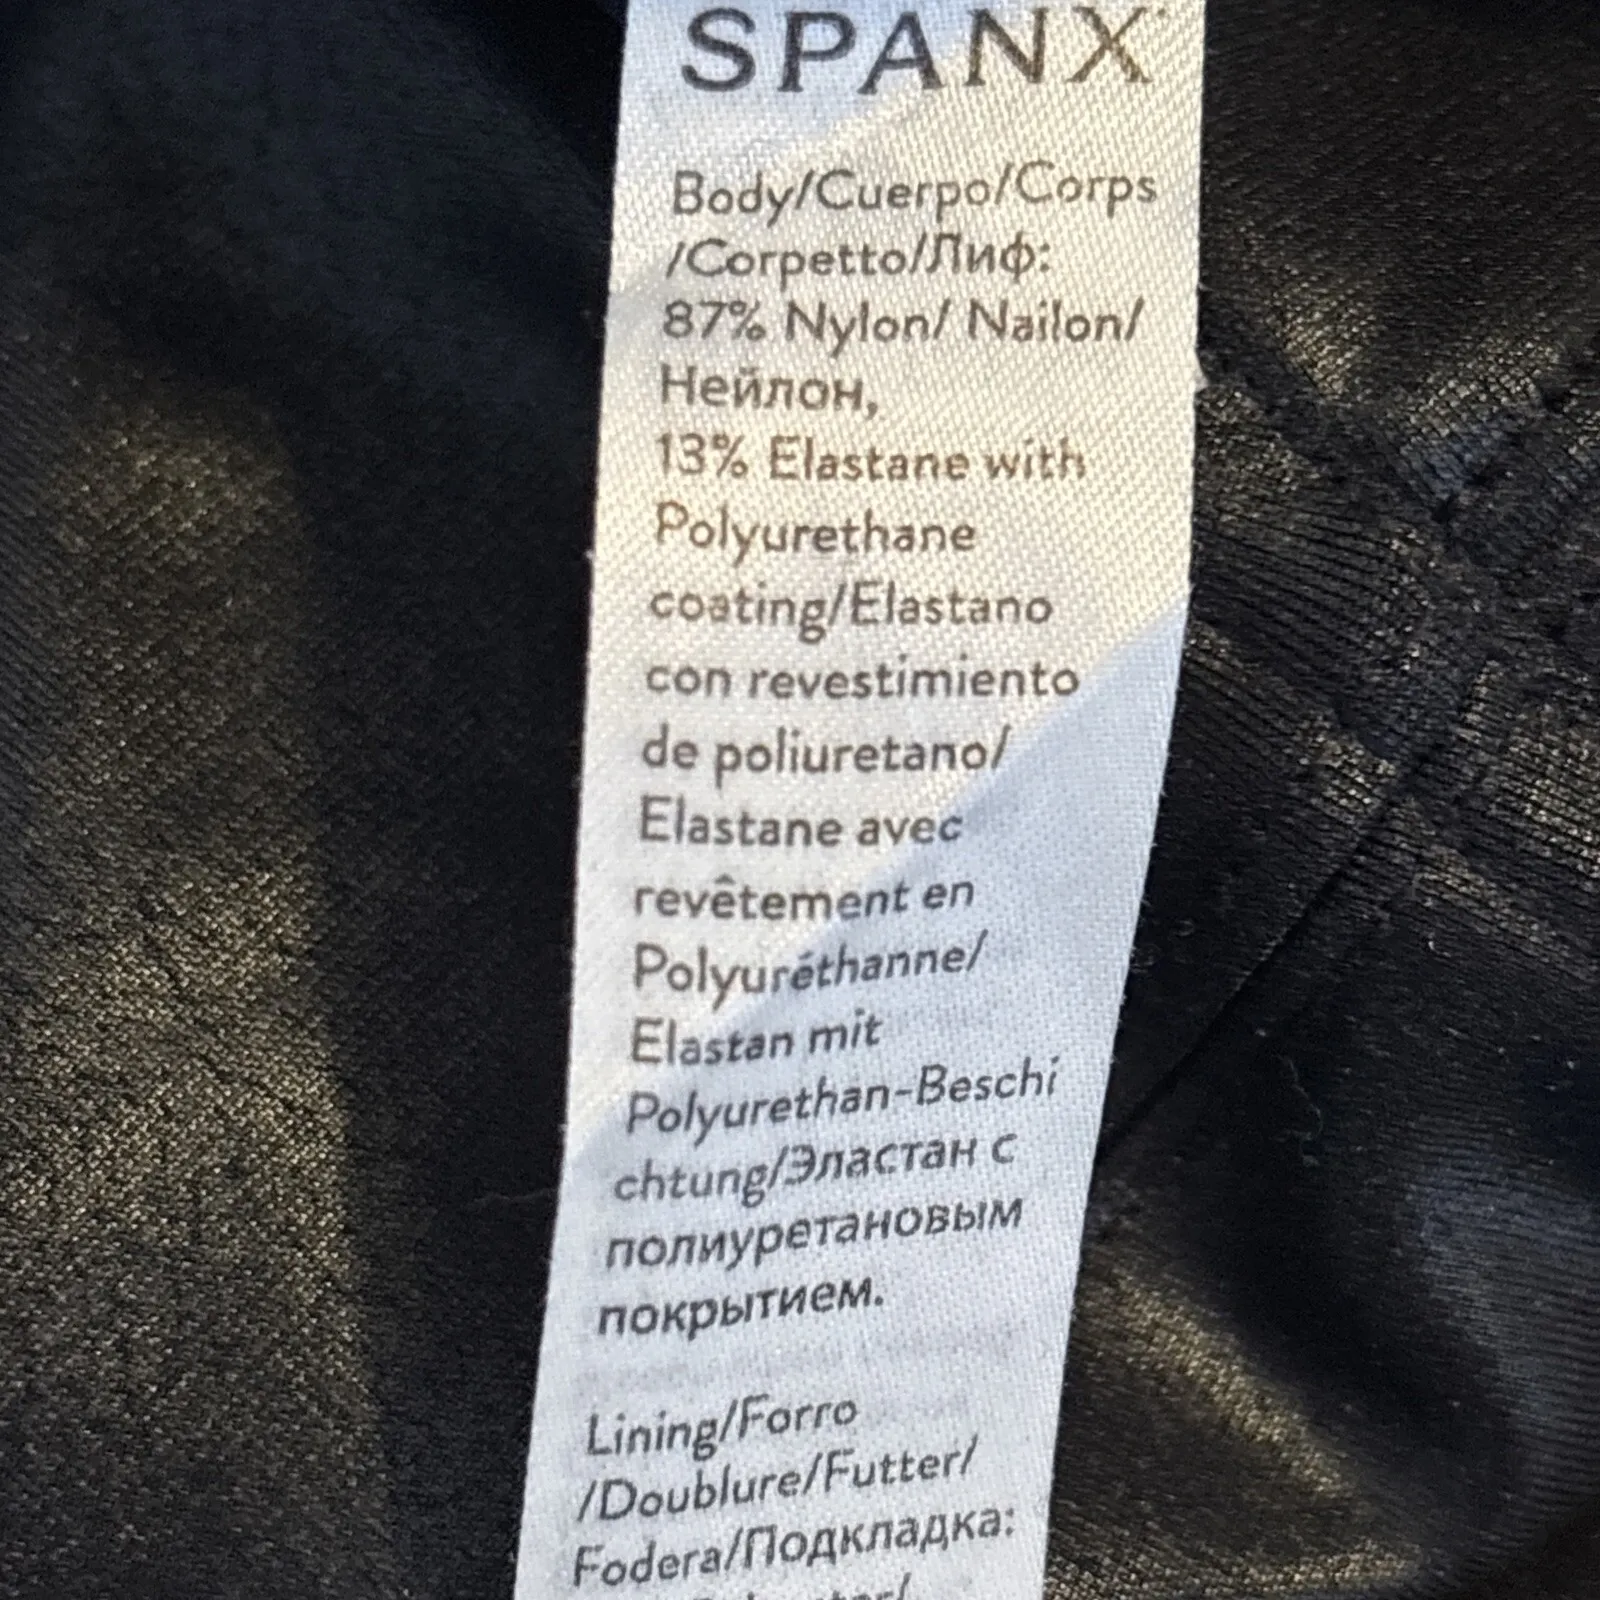 SPANX
Body/Cuerpo/Corps
/Corpetto/Лиф:
87% Nylon/ Nailon/
Нейлон,
13% Elastane with
Polyurethane
coating/Elastano
con revestimiento
de poliuretano/
Elastane avec
revêtement en
Polyuréthanne/
Elastan mit
Polyurethan-Beschi
chtung/Эластан с
полиуретановым
покрытием.
Lining/Forro
/Doublure/Futter/
Fodera/Подкладка: